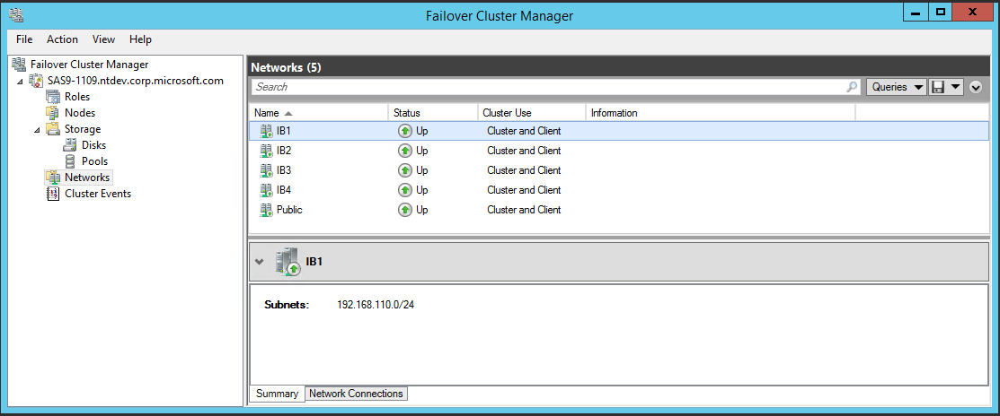 Failover Cluster Manager
File Action View Help
Failover Cluster Manager
SAS9-1109.ntdev.corp.microsoft.com
Roles
Nodes
Storage
Disks
Pools
Networks
Cluster Events
Networks (5)
Search
Queries
Name Status Cluster Use Information
IB1 Up Cluster and Client
IB2 Up Cluster and Client
IB3 Up Cluster and Client
IB4 Up Cluster and Client
Public Up Cluster and Client
IB1
Subnets: 192.168.110.0/24
Summary Network Connections